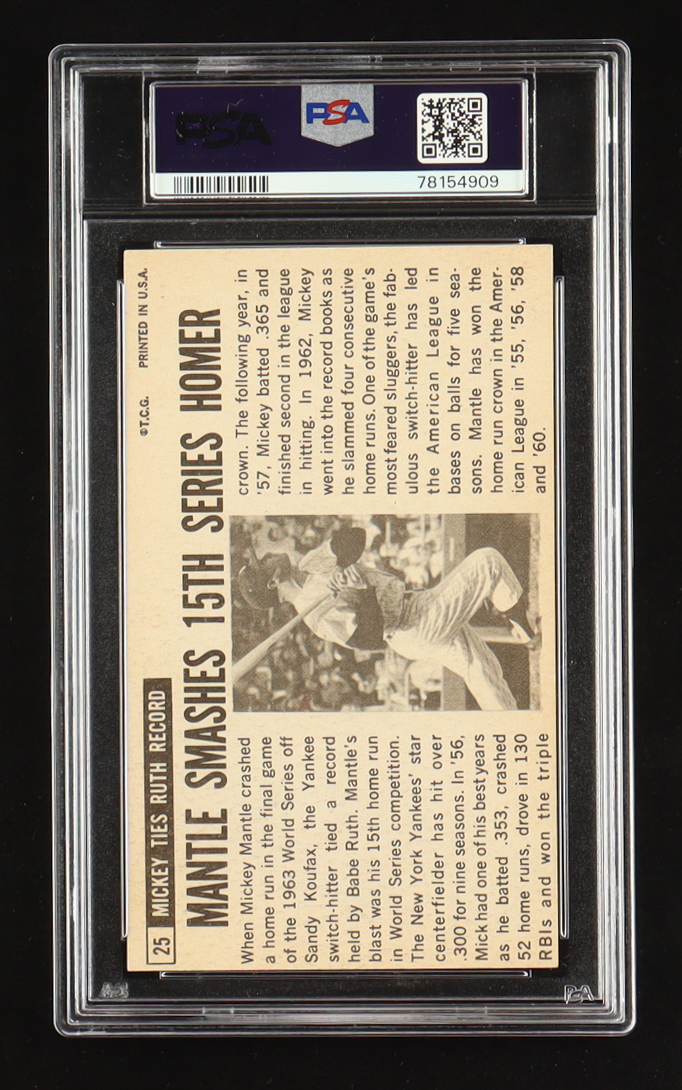 PSA
PSA
78154909
©T.C.G. PRINTED IN U.S.A.
25 MICKEY TIES RUTH RECORD
MANTLE SMASHES 15TH SERIES HOMER
When Mickey Mantle crashed
a home run in the final game
of the 1963 World Series off
Sandy Koufax, the Yankee
switch-hitter tied a record
held by Babe Ruth. Mantle's
blast was his 15th home run
in World Series competition.
The New York Yankees' star
centerfielder has hit over
.300 for nine seasons. In '56,
Mick had one of his best years
as he batted .353, crashed
52 home runs, drove in 130
RBIs and won the triple
crown. The following year, in
'57, Mickey batted .365 and
finished second in the league
in hitting. In 1962, Mickey
went into the record books as
he slammed four consecutive
home runs. One of the game's
most feared sluggers, the fab-
ulous switch-hitter has led
the American League in
bases on balls for five sea-
sons. Mantle has won the
home run crown in the Amer-
ican League in '55, '56, '58
and '60.
PSA
PSA